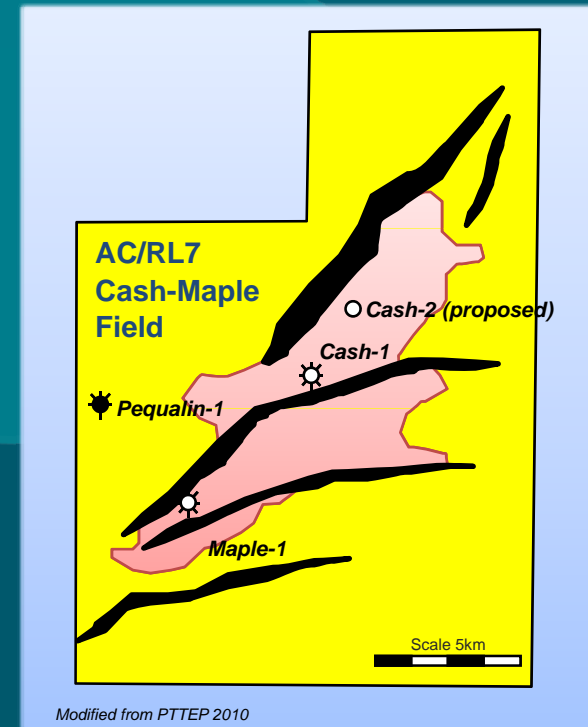 AC/RL7
Cash-Maple
Field
Cash-2 (proposed)
Cash-1
Pequalin-1
Maple-1
Scale 5km
Modified from PTTEP 2010